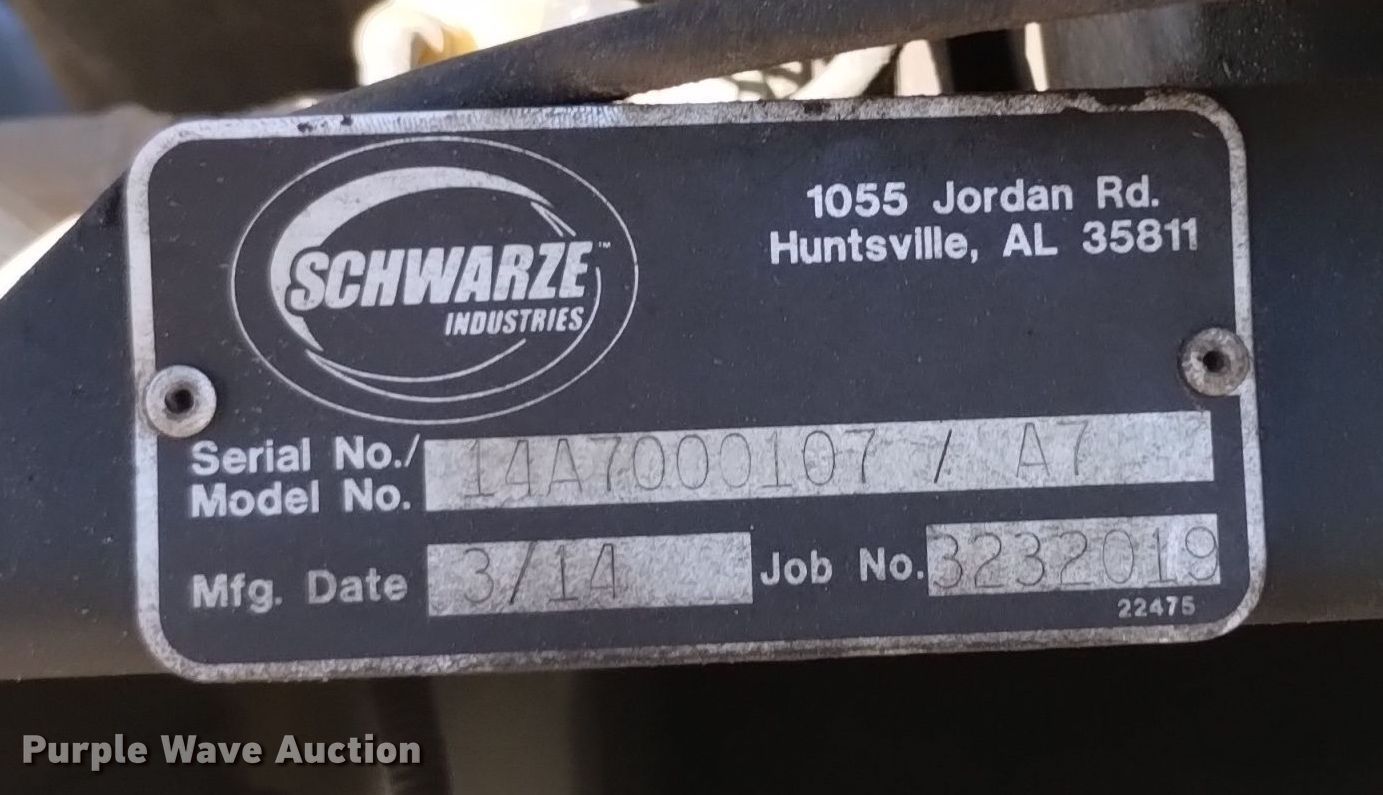 SCHWARZE™
INDUSTRIES
1055 Jordan Rd.
Huntsville, AL 35811
Serial No./
Model No.
14A7000107 / A7
Mfg. Date 3/14 Job No. 3232019
22475
Purple Wave Auction